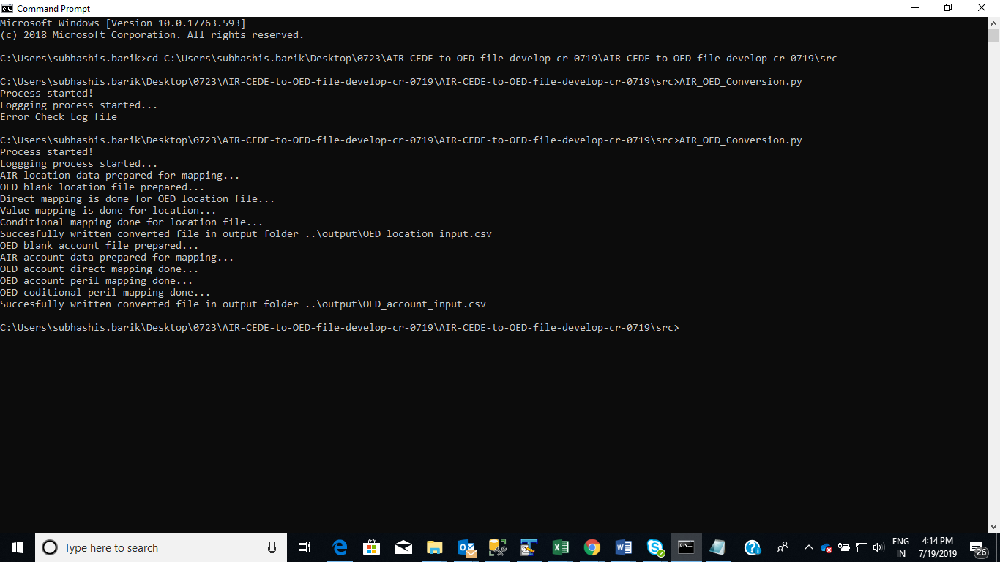 Command Prompt
Microsoft Windows [Version 10.0.17763.593]
(c) 2018 Microsoft Corporation. All rights reserved.
C:\Users\subhashis.barik>cd C:\Users\subhashis.barik\Desktop\0723\AIR-CEDE-to-OED-file-develop-cr-0719\AIR-CEDE-to-OED-file-develop-cr-0719\src
C:\Users\subhashis.barik\Desktop\0723\AIR-CEDE-to-OED-file-develop-cr-0719\AIR-CEDE-to-OED-file-develop-cr-0719\src>AIR_OED_Conversion.py
Process started!
Loggging process started...
Error Check Log file
C:\Users\subhashis.barik\Desktop\0723\AIR-CEDE-to-OED-file-develop-cr-0719\AIR-CEDE-to-OED-file-develop-cr-0719\src>AIR_OED_Conversion.py
Process started!
Loggging process started...
AIR location data prepared for mapping...
OED blank location file prepared...
Direct mapping is done for OED location file...
Value mapping is done for location...
Conditional mapping done for location file...
Succesfully written converted file in output folder ..\output\OED_location_input.csv
OED blank account file prepared...
AIR account data prepared for mapping...
OED account direct mapping done...
OED account peril mapping done...
OED coditional peril mapping done...
Succesfully written converted file in output folder ..\output\OED_account_input.csv
C:\Users\subhashis.barik\Desktop\0723\AIR-CEDE-to-OED-file-develop-cr-0719\AIR-CEDE-to-OED-file-develop-cr-0719\src>
Type here to search
ENG
IN
4:14 PM
7/19/2019
26